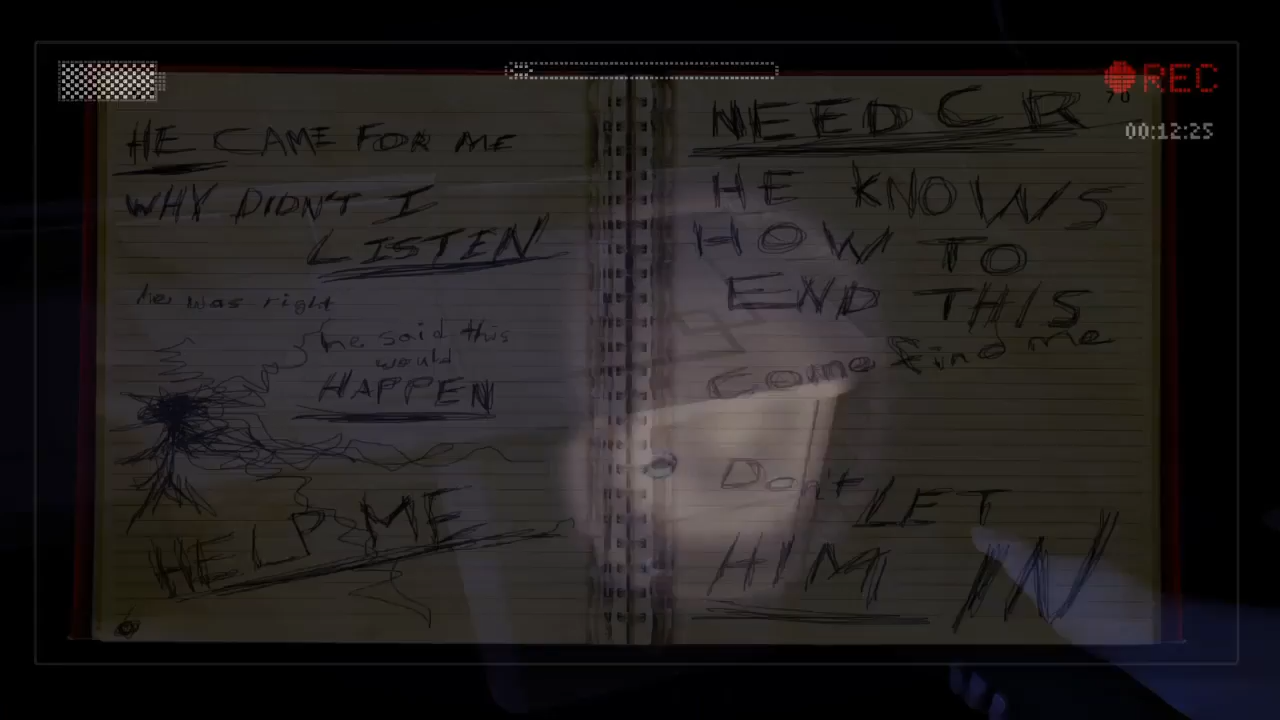 HE CAME FOR ME
WHY DIDN'T I
LISTEN
he was right
he said this
would
HAPPEN
HELP ME
NEED CR
HE KNOWS
HOW TO
END THIS
Come find me
Don't LET
HIM IN
REC
00:12:25